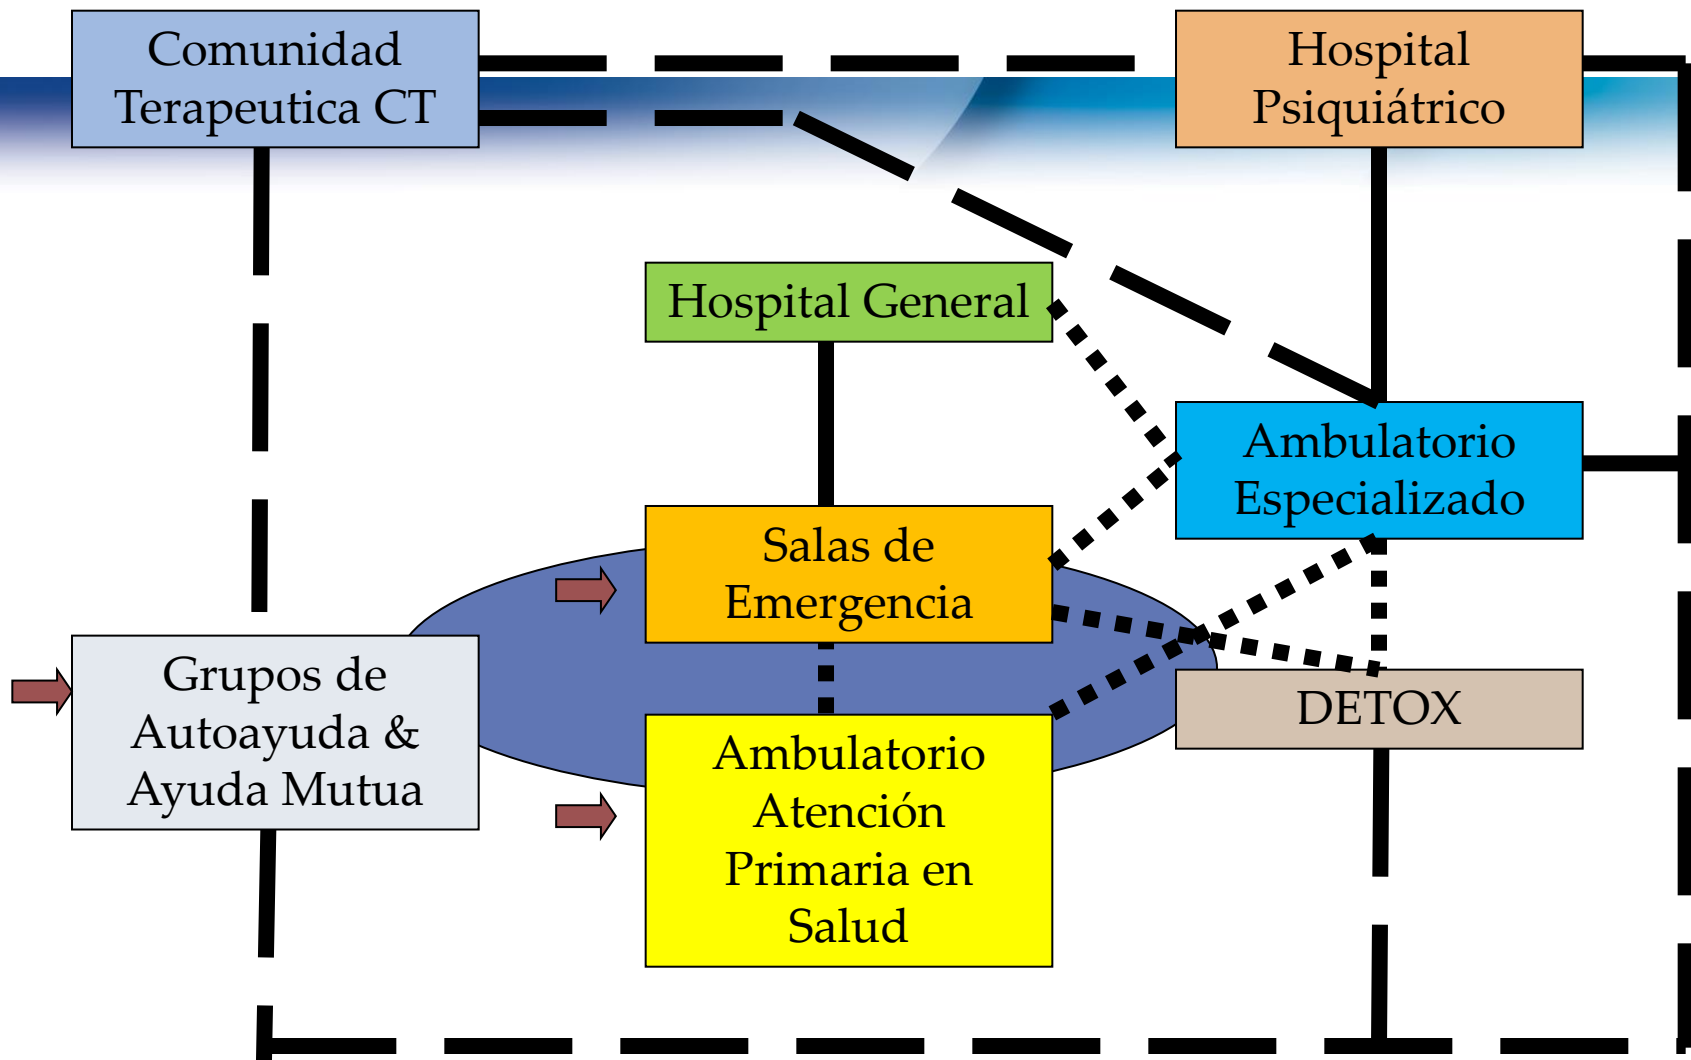 Comunidad
Terapeutica CT
Hospital
Psiquiátrico
Hospital General
Ambulatorio
Especializado
Salas de
Emergencia
Grupos de
Autoayuda &
Ayuda Mutua
DETOX
Ambulatorio
Atención
Primaria en
Salud